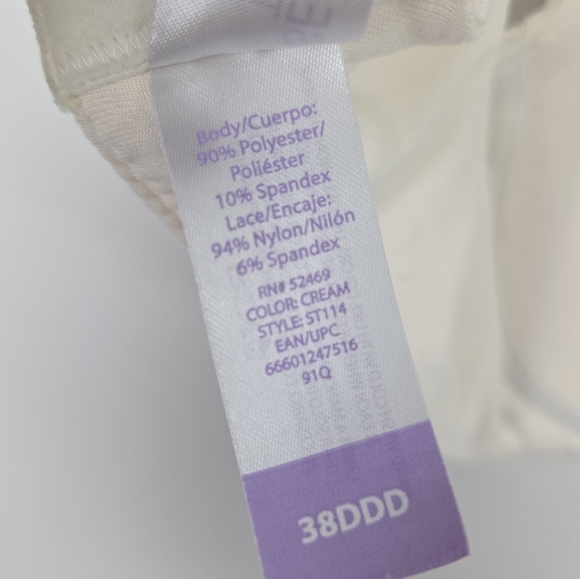 Body/Cuerpo:
90% Polyester/
Poliéster
10% Spandex
Lace/Encaje:
94% Nylon/Nilón
6% Spandex
RN# 52469
COLOR: CREAM
STYLE: ST114
EAN/UPC
66601247516
91Q
38DDD